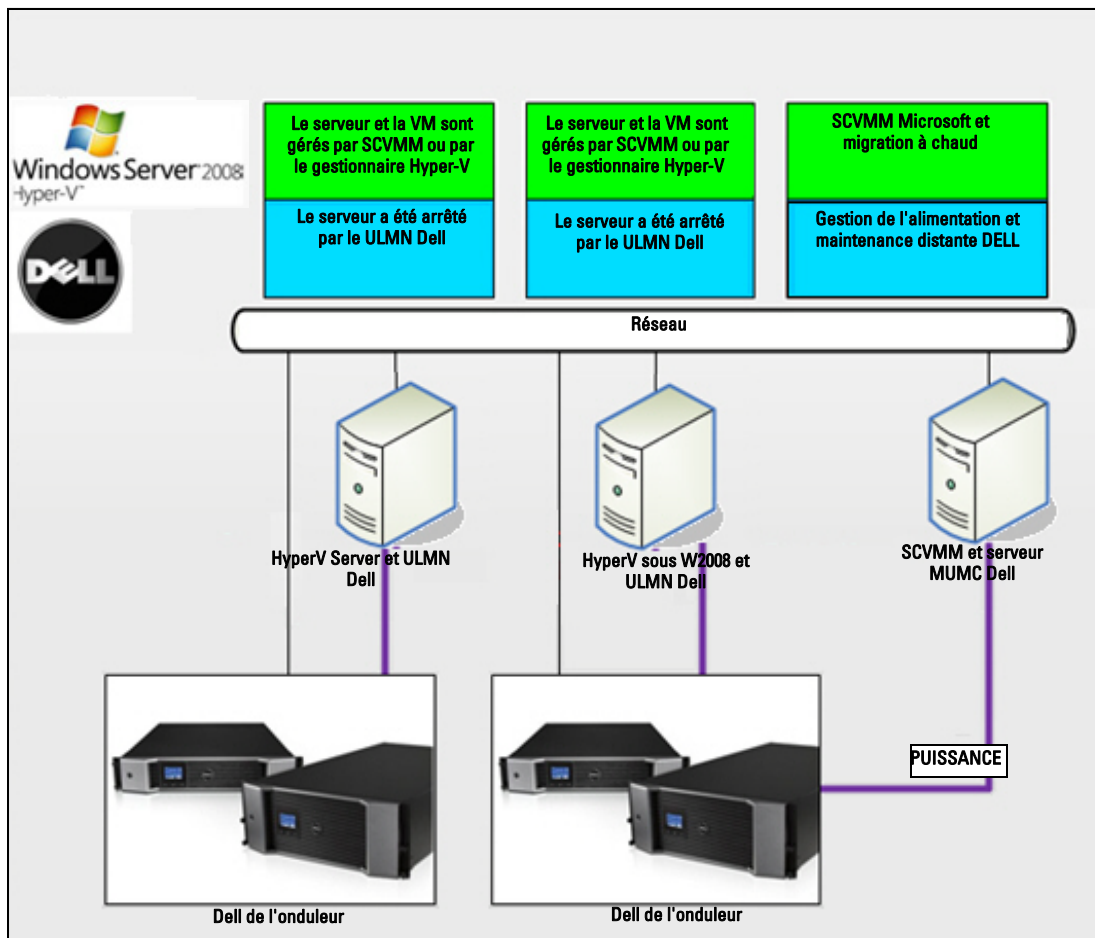 Windows Server 2008
Hyper-V
DELL
Le serveur et la VM sont
gérés par SCVMM ou par
le gestionnaire Hyper-V
Le serveur a été arrêté
par le ULMN Dell
Le serveur et la VM sont
gérés par SCVMM ou par
le gestionnaire Hyper-V
Le serveur a été arrêté
par le ULMN Dell
SCVMM Microsoft et
migration à chaud
Gestion de l'alimentation et
maintenance distante DELL
Réseau
HyperV Server et ULMN
Dell
HyperV sous W2008 et
ULMN Dell
SCVMM et serveur
MUMC Dell
PUISSANCE
Dell de l'onduleur
Dell de l'onduleur